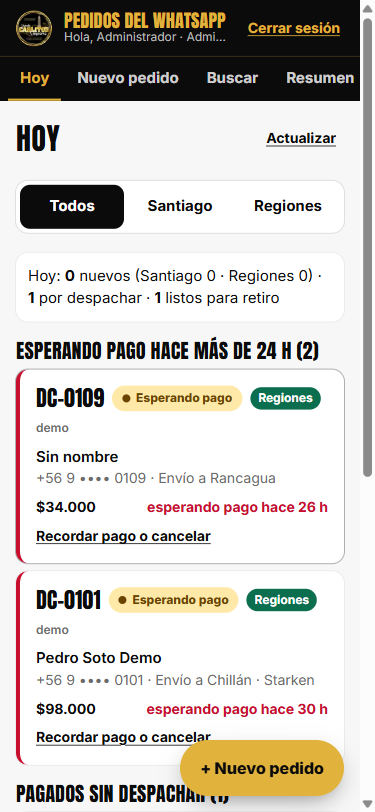 PEDIDOS DEL WHATSAPP
Hola, Administrador · Admi...
Cerrar sesión
Hoy
Nuevo pedido
Buscar
Resumen
HOY
Actualizar
Todos
Santiago
Regiones
Hoy: 0 nuevos (Santiago 0 · Regiones 0) ·
1 por despachar · 1 listos para retiro
ESPERANDO PAGO HACE MÁS DE 24 H (2)
DC-0109
Esperando pago
Regiones
demo
Sin nombre
+56 9 •••• 0109 · Envío a Rancagua
$34.000
esperando pago hace 26 h
Recordar pago o cancelar
DC-0101
Esperando pago
Regiones
demo
Pedro Soto Demo
+56 9 •••• 0101 · Envío a Chillán · Starken
$98.000
esperando pago hace 30 h
Recordar pago o cancelar
+ Nuevo pedido
PAGADOS SIN DESPACHAR (1)